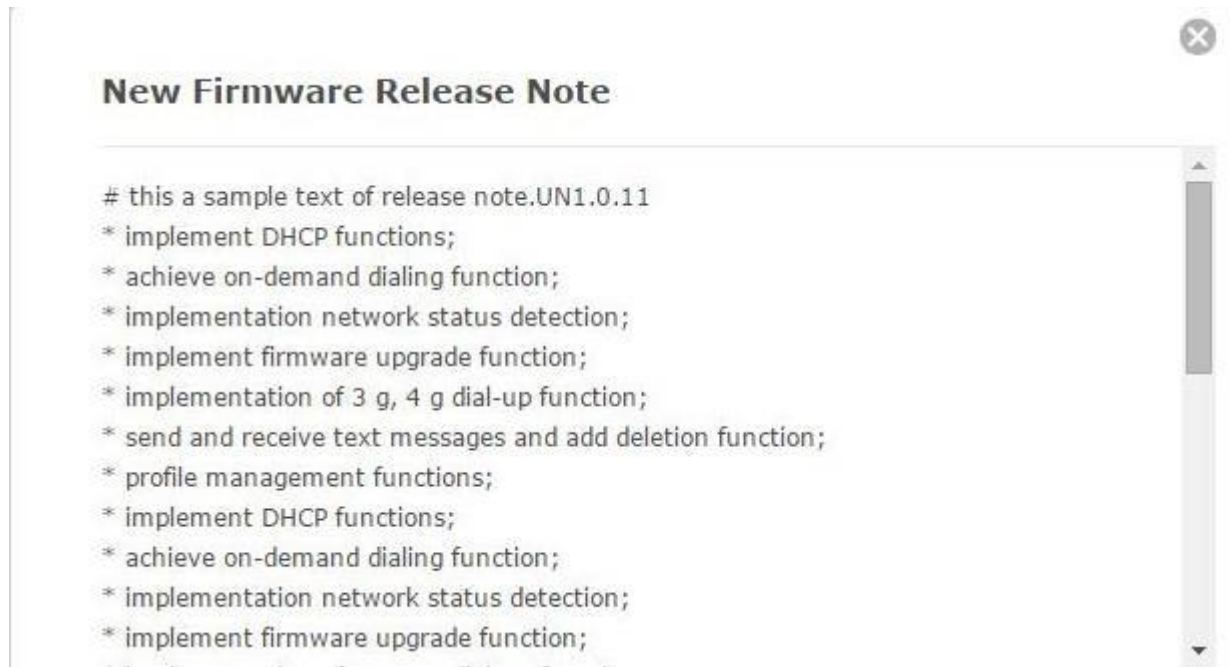 New Firmware Release Note
# this a sample text of release note.UN1.0.11
* implement DHCP functions;
* achieve on-demand dialing function;
* implementation network status detection;
* implement firmware upgrade function;
* implementation of 3 g, 4 g dial-up function;
* send and receive text messages and add deletion function;
* profile management functions;
* implement DHCP functions;
* achieve on-demand dialing function;
* implementation network status detection;
* implement firmware upgrade function;